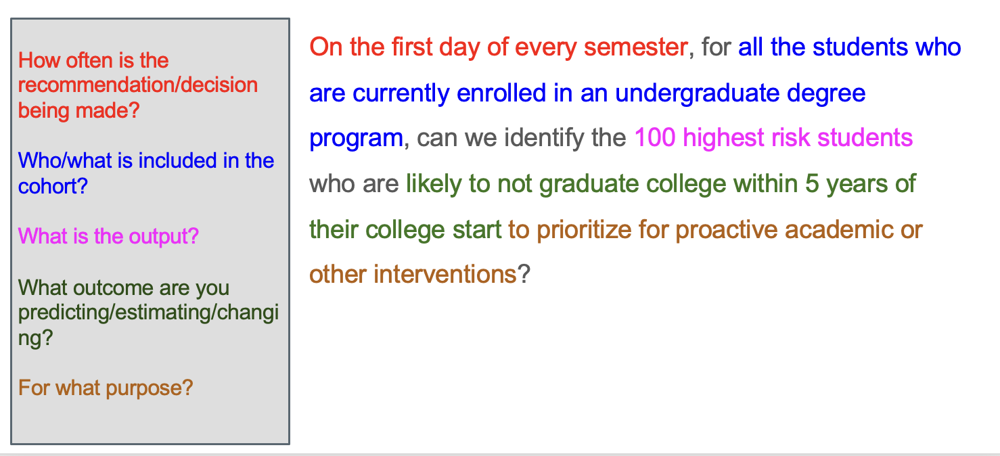 How often is the
recommendation/decision
being made?
Who/what is included in the
cohort?
What is the output?
What outcome are you
predicting/estimating/changi
ng?
For what purpose?
On the first day of every semester, for all the students who
are currently enrolled in an undergraduate degree
program, can we identify the 100 highest risk students
who are likely to not graduate college within 5 years of
their college start to prioritize for proactive academic or
other interventions?